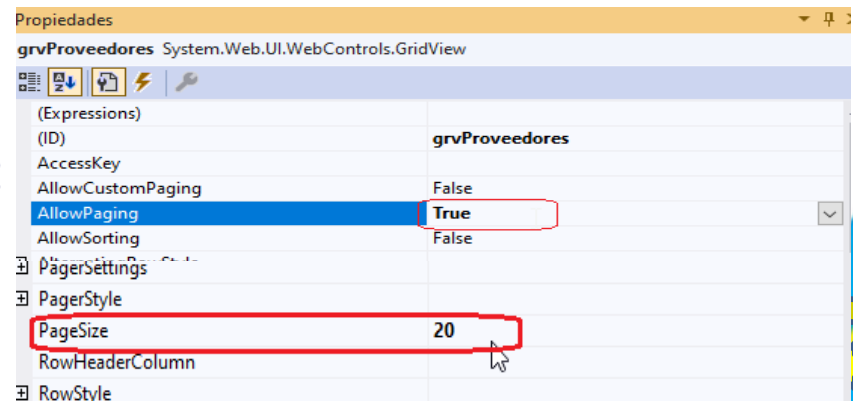 Propiedades
grvProveedores System.Web.UI.WebControls.GridView
(Expressions)
(ID) grvProveedores
AccessKey
AllowCustomPaging False
AllowPaging True
AllowSorting False
PagerSettings
PagerStyle
PageSize 20
RowHeaderColumn
RowStyle